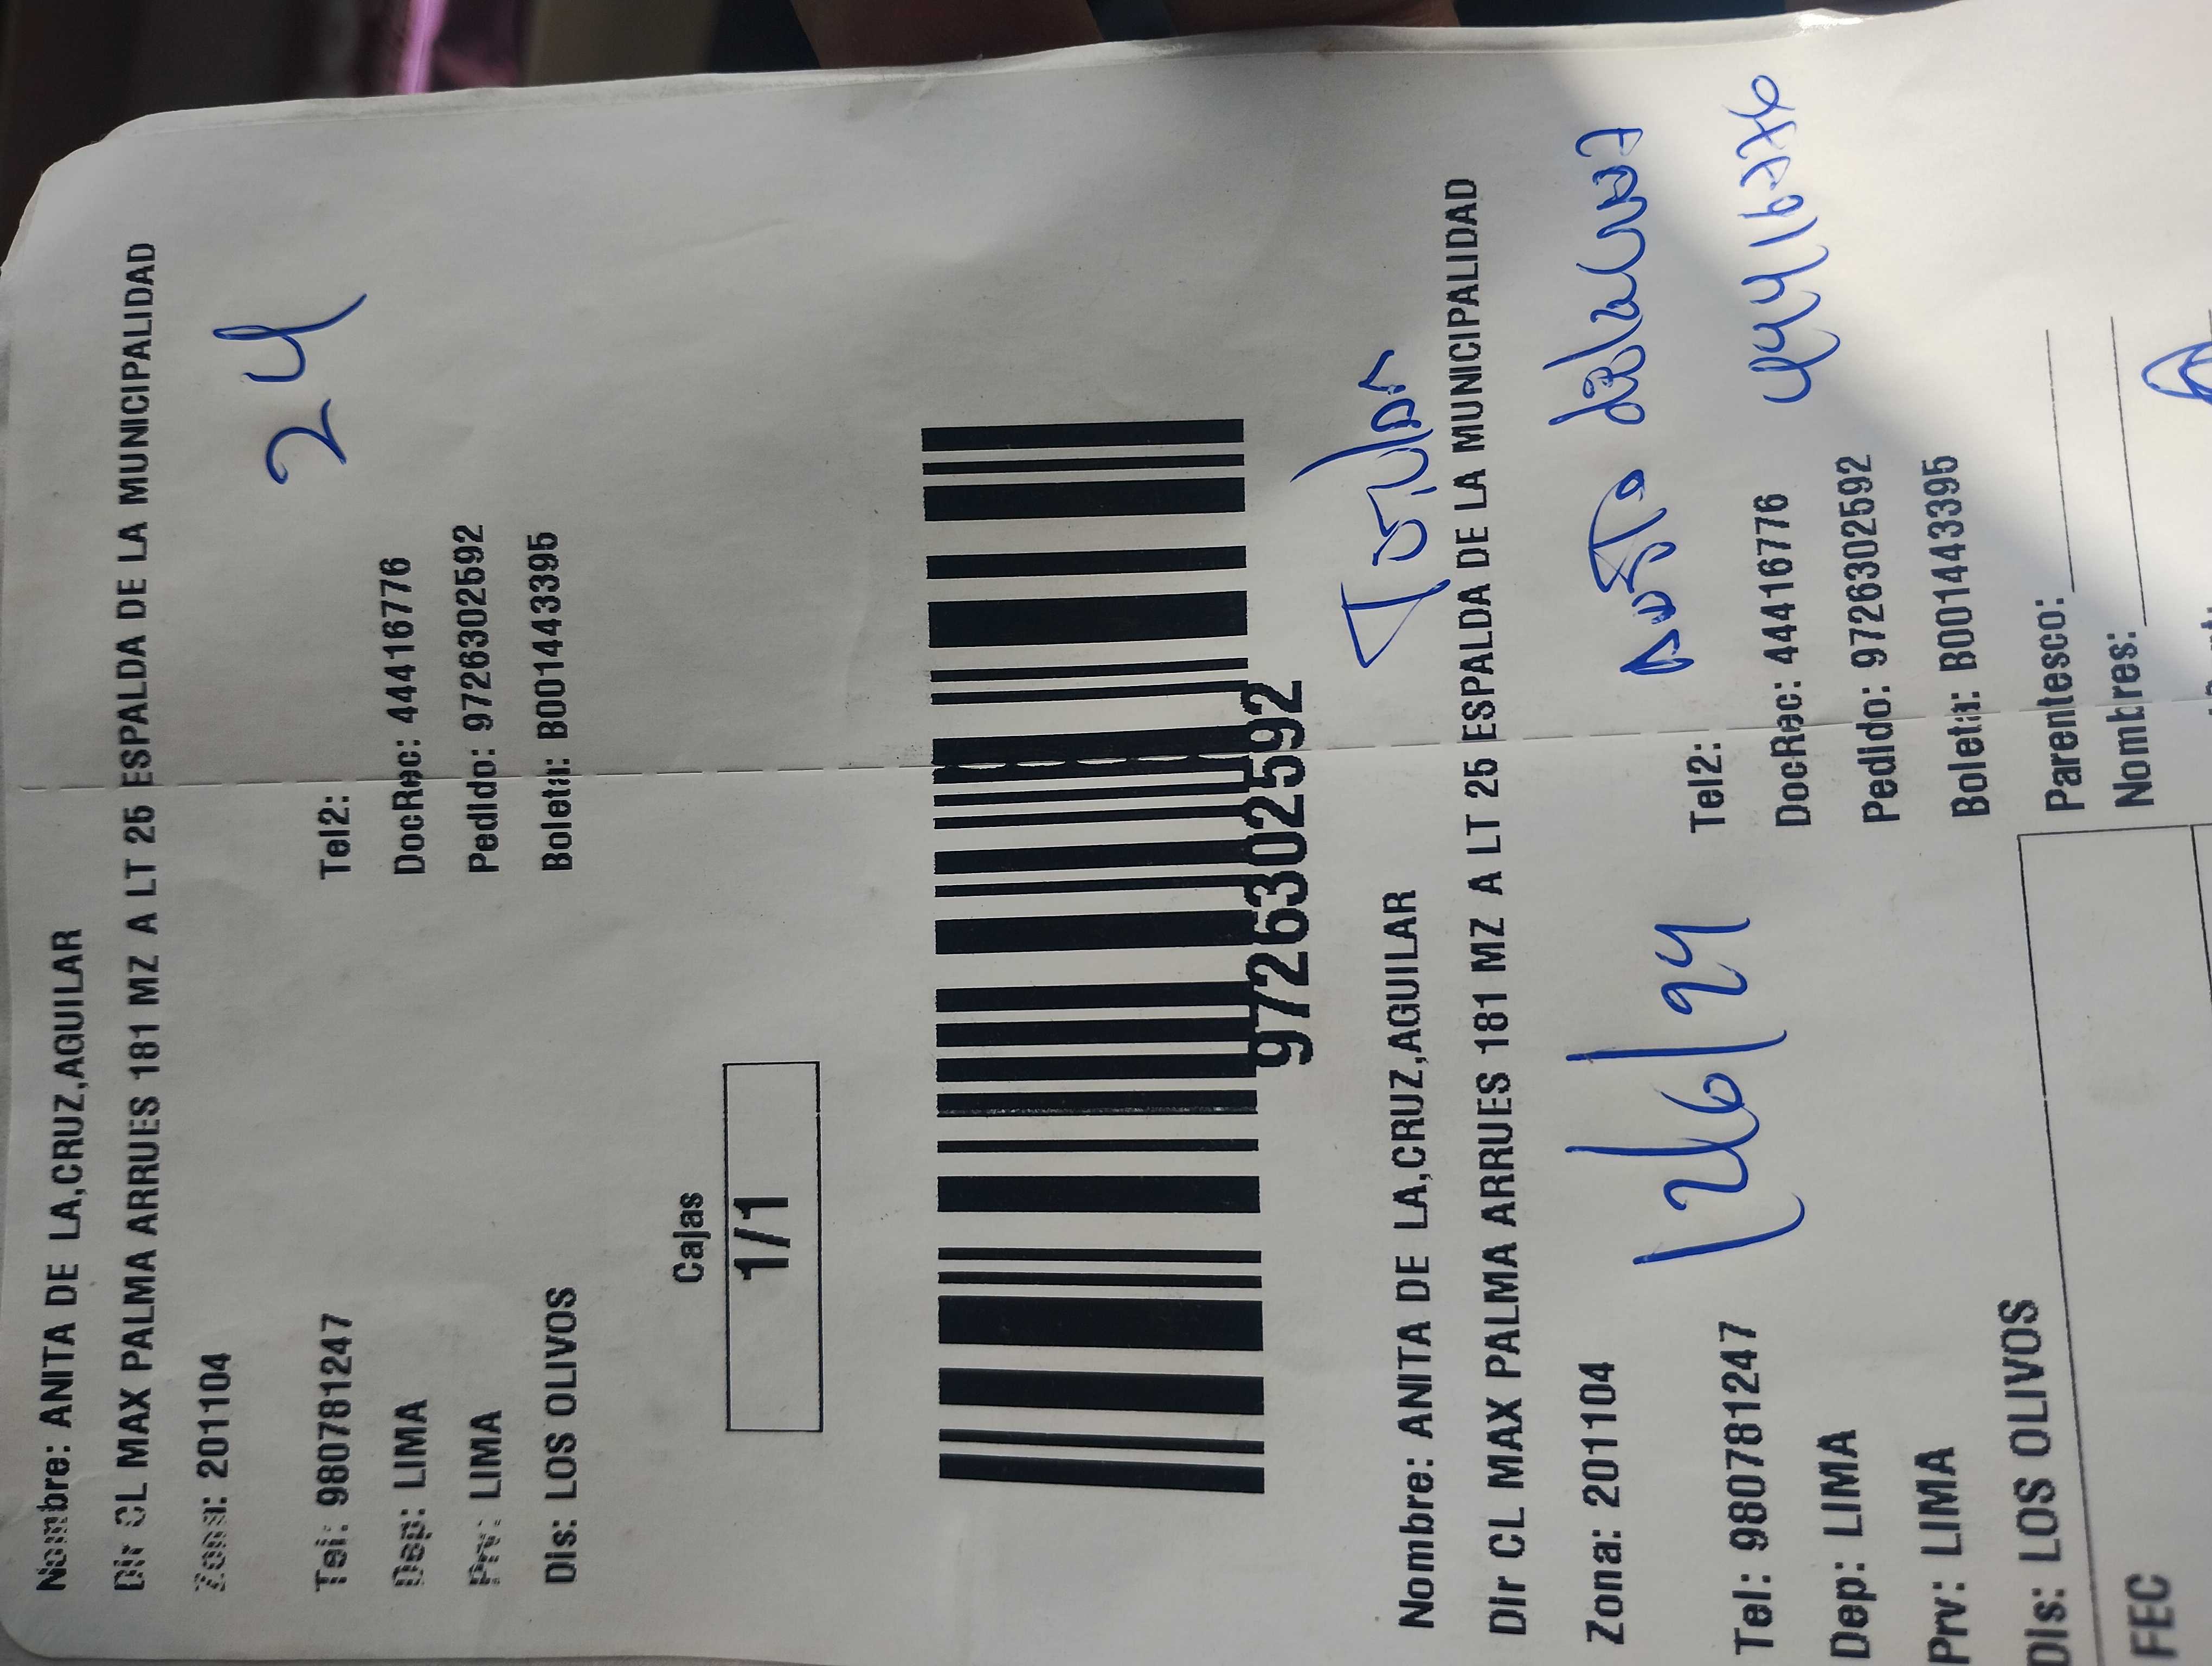 Nombre: ANITA DE LA,CRUZ,AGUILAR
Dir CL MAX PALMA ARRUES 181 MZ A LT 25 ESPALDA DE LA MUNICIPALIDAD
Zona: 201104
24
Tel: 980781247 Tel2:
Dep: LIMA DocRec: 44416776
Prv: LIMA Pedido: 9726302592
Dis: LOS OLIVOS Boleta: B001443395
Cajas
1/1
9726302592
Nombre: ANITA DE LA,CRUZ,AGUILAR
Dir CL MAX PALMA ARRUES 181 MZ A LT 25 ESPALDA DE LA MUNICIPALIDAD
Zona: 201104
12/6/24
Tel: 980781247 Tel2:
Dep: LIMA DocRec: 44416776
Prv: LIMA Pedido: 9726302592
Dis: LOS OLIVOS Boleta: B001443395
Parentesco:
Nombres:
FEC